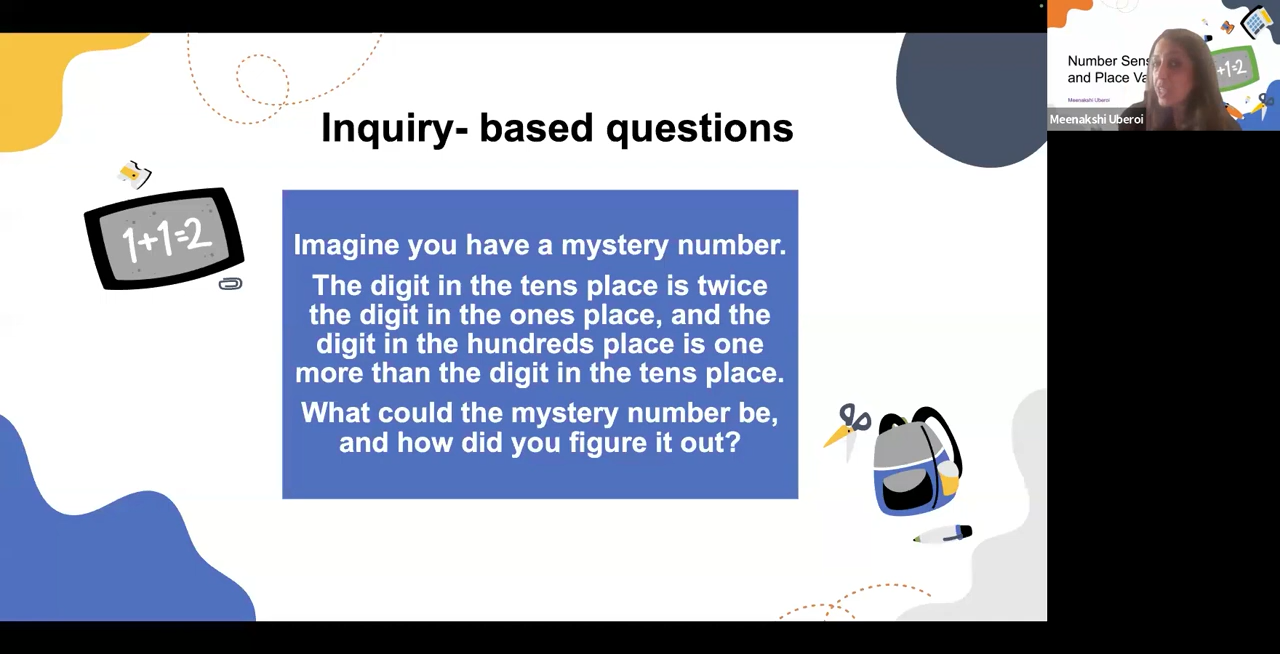 Inquiry- based questions
1+1=2
Imagine you have a mystery number.
The digit in the tens place is twice
the digit in the ones place, and the
digit in the hundreds place is one
more than the digit in the tens place.
What could the mystery number be,
and how did you figure it out?
Number Sens
and Place Va
Meenakshi Uberoi
+1=2
Meenakshi Uberoi